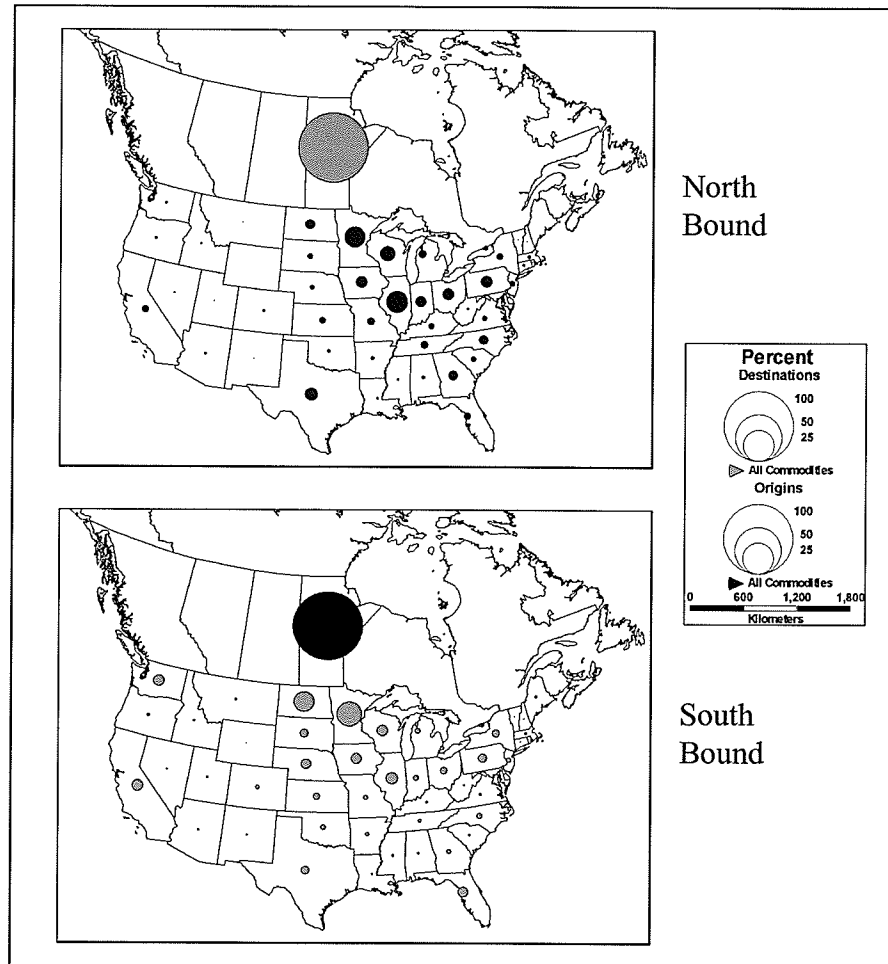 North
Bound
Percent
Destinations
100
50
25
All Commodities
Origins
100
50
25
All Commodities
0 600 1,200 1,800
Kilometers
South
Bound